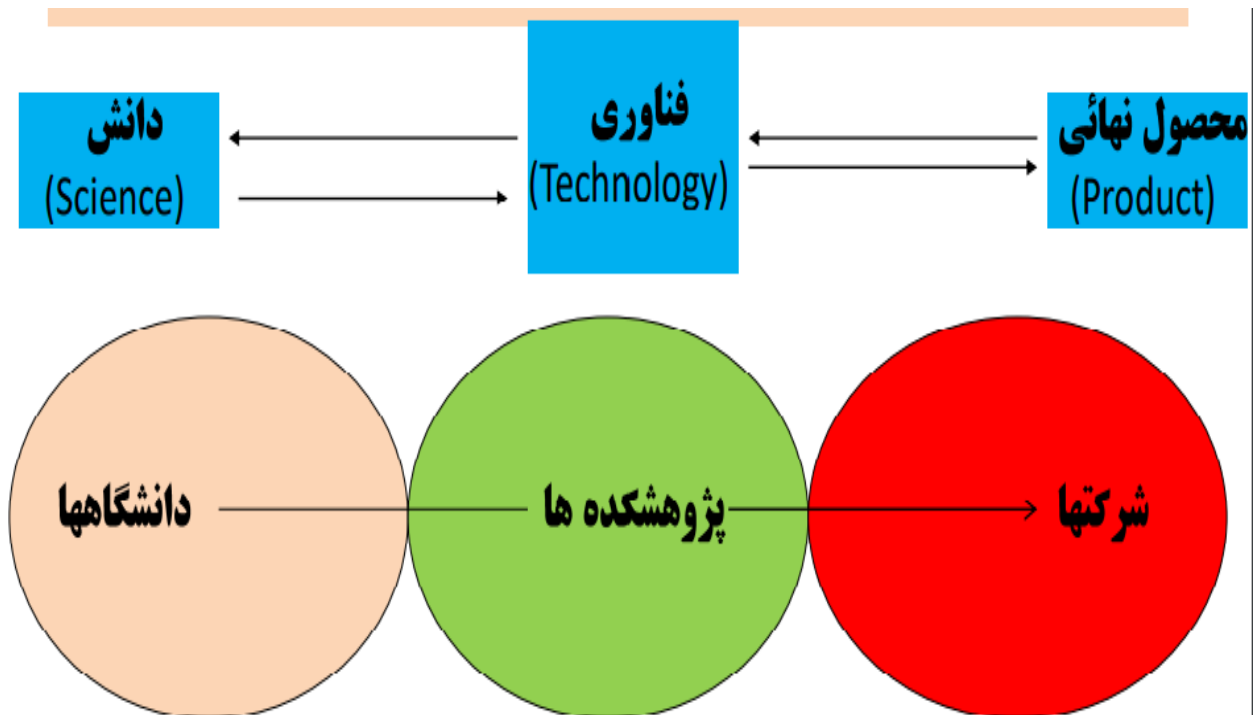 دانش
(Science)
فناوری
(Technology)
محصول نهائی
(Product)
دانشگاهها
پژوهشکده ها
شرکتها